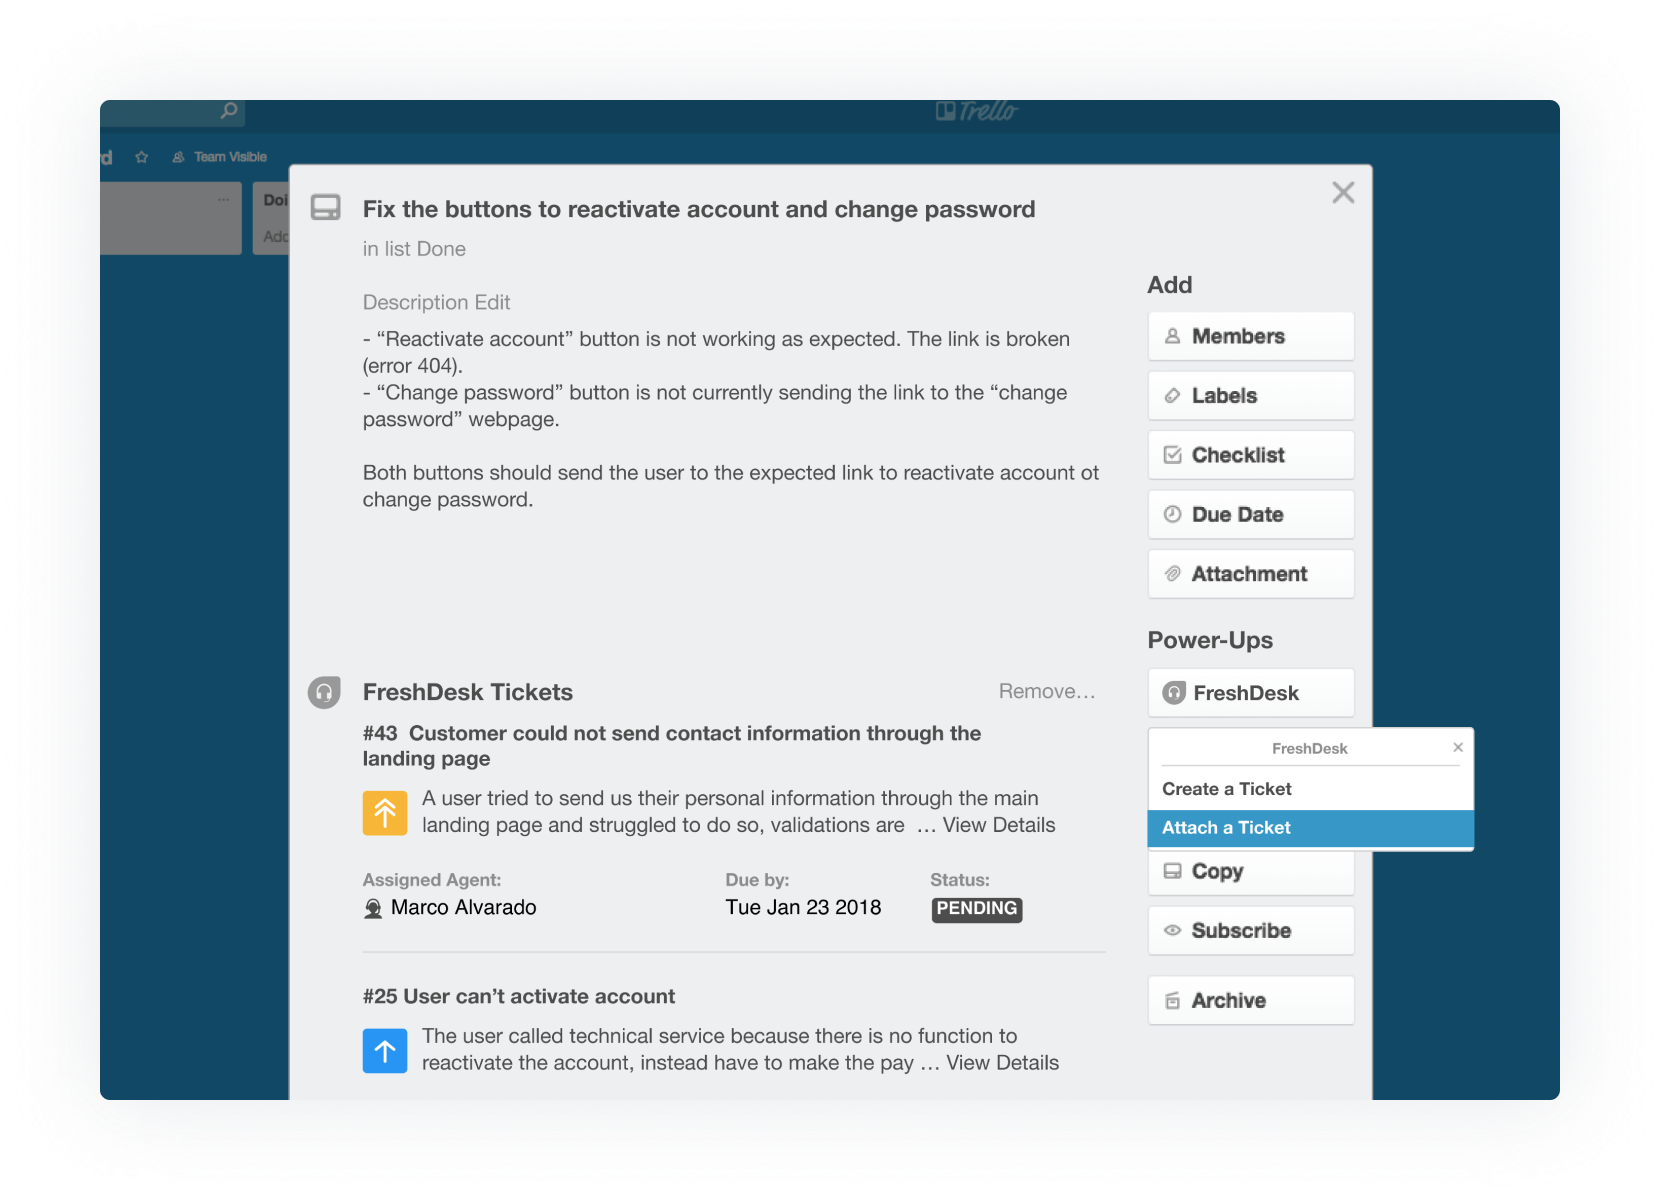 Trello
Team Visible
Fix the buttons to reactivate account and change password
in list Done
Description Edit
- “Reactivate account” button is not working as expected. The link is broken
(error 404).
- “Change password” button is not currently sending the link to the “change
password” webpage.
Both buttons should send the user to the expected link to reactivate account ot
change password.
Add
Members
Labels
Checklist
Due Date
Attachment
Power-Ups
FreshDesk
FreshDesk
Create a Ticket
Attach a Ticket
Copy
Subscribe
Archive
FreshDesk Tickets
Remove...
#43 Customer could not send contact information through the
landing page
A user tried to send us their personal information through the main
landing page and struggled to do so, validations are ... View Details
Assigned Agent: Due by: Status:
Marco Alvarado Tue Jan 23 2018 PENDING
#25 User can’t activate account
The user called technical service because there is no function to
reactivate the account, instead have to make the pay ... View Details